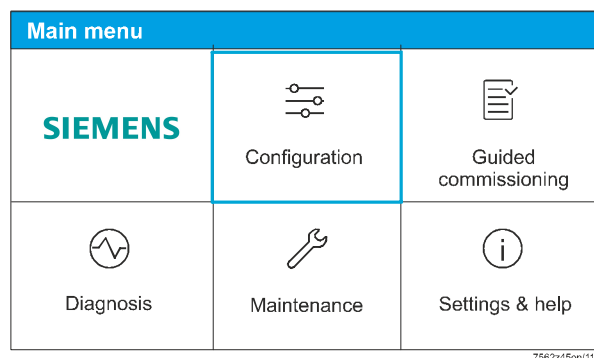 Main menu
SIEMENS
Configuration
Guided
commissioning
Diagnosis
Maintenance
Settings & help